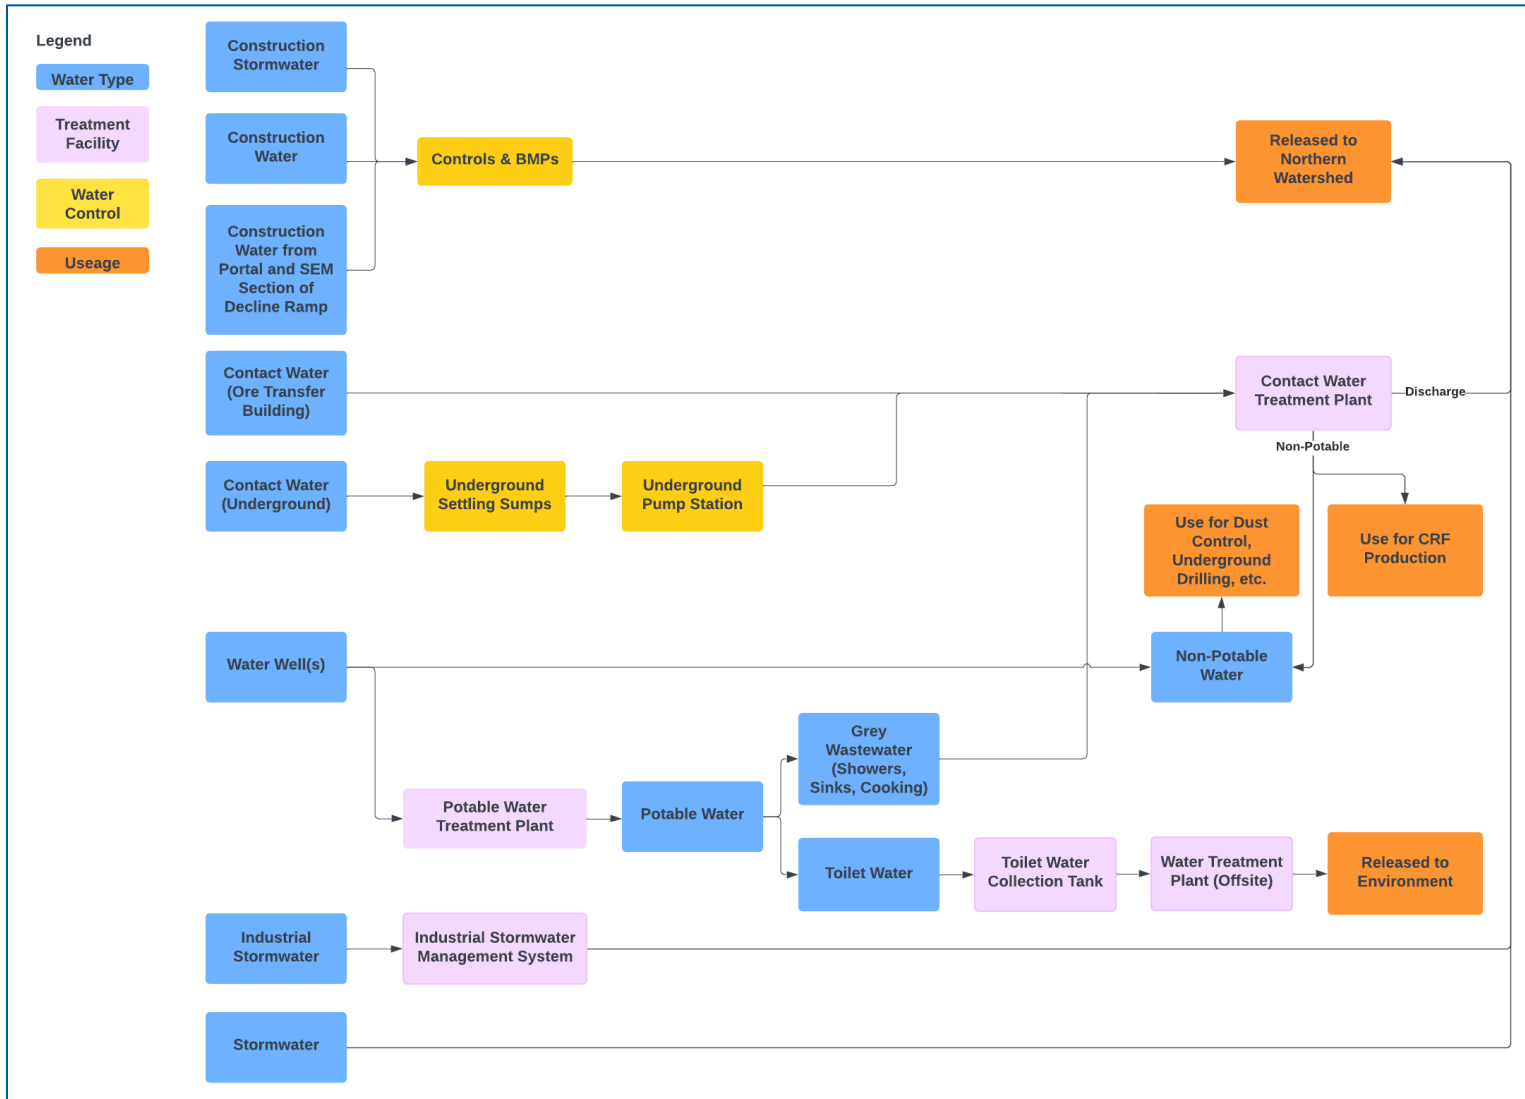 Legend
Water Type
Treatment
Facility
Water
Control
Useage
Construction
Stormwater
Construction
Water
Controls & BMPs
Released to
Northern
Watershed
Construction
Water from
Portal and SEM
Section of
Decline Ramp
Contact Water
(Ore Transfer
Building)
Contact Water
Treatment Plant
Discharge
Non-Potable
Contact Water
(Underground)
Underground
Settling Sumps
Underground
Pump Station
Use for Dust
Control,
Underground
Drilling, etc.
Use for CRF
Production
Water Well(s)
Non-Potable
Water
Grey
Wastewater
(Showers,
Sinks, Cooking)
Potable Water
Treatment Plant
Potable Water
Toilet Water
Toilet Water
Collection Tank
Water Treatment
Plant (Offsite)
Released to
Environment
Industrial
Stormwater
Industrial Stormwater
Management System
Stormwater